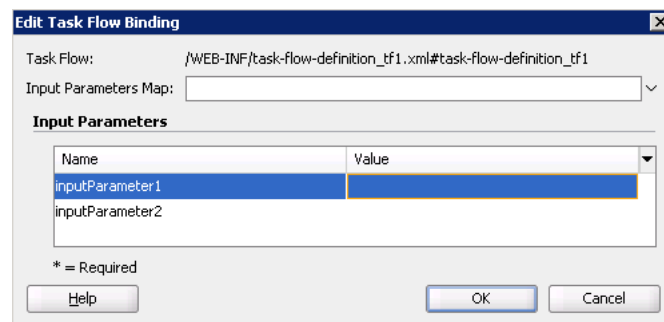 Edit Task Flow Binding
Task Flow: /WEB-INF/task-flow-definition_tf1.xml#task-flow-definition_tf1
Input Parameters Map:
Input Parameters
Name Value
inputParameter1
inputParameter2
* = Required
Help OK Cancel